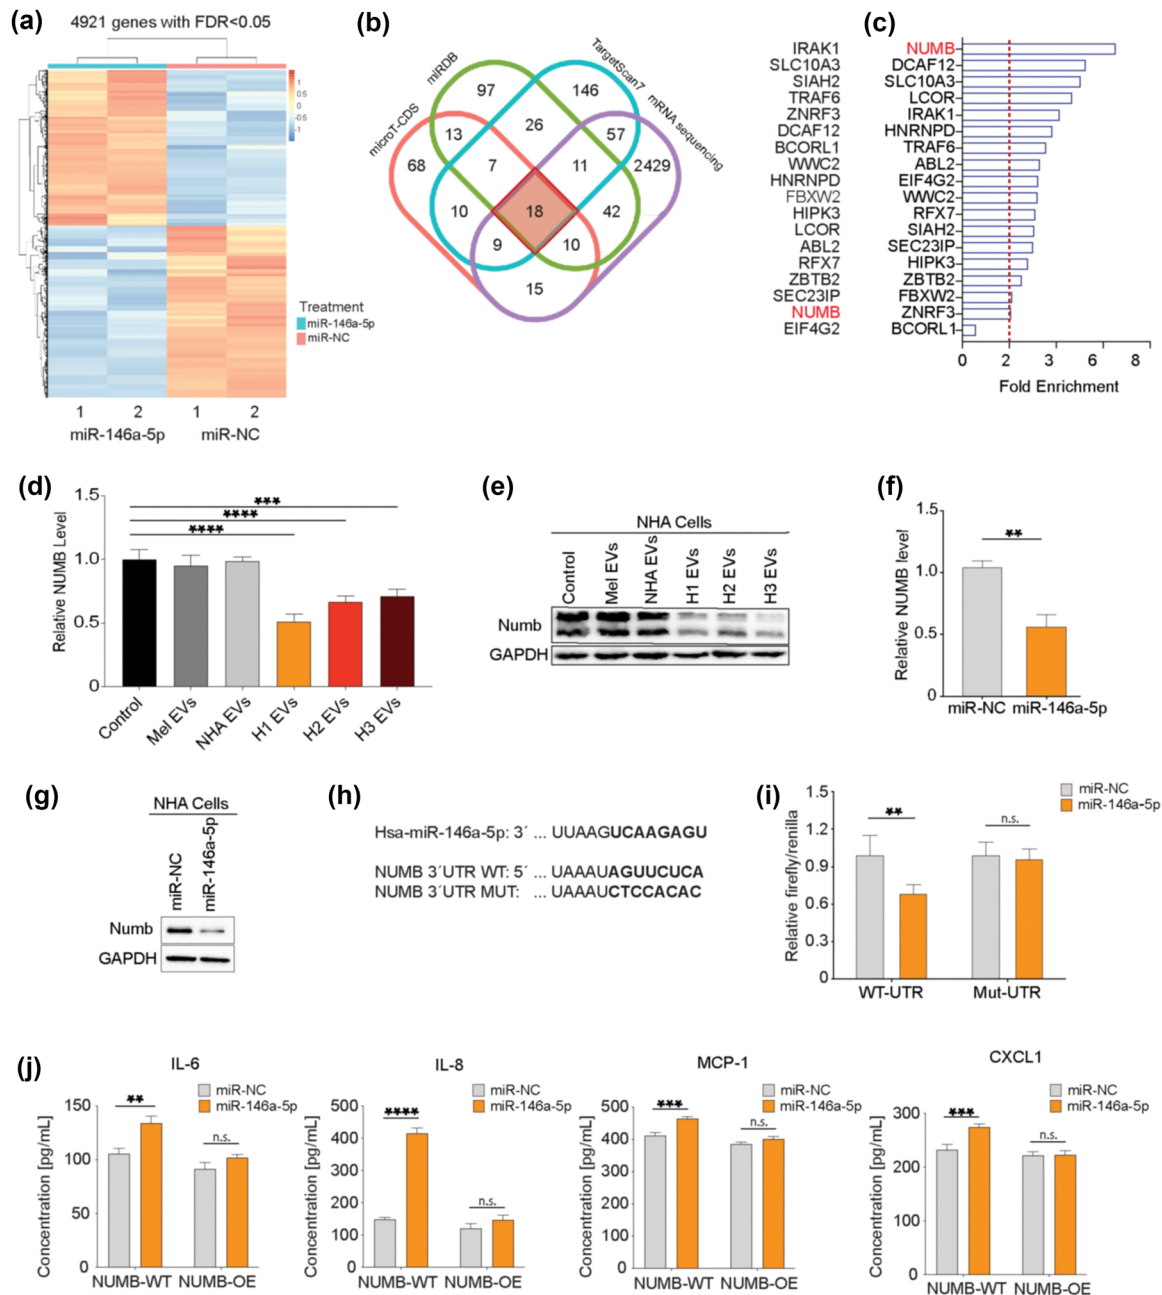 (a)
4921 genes with FDR<0.05
1
0.5
0
-0.5
-1
Treatment
miR-146a-5p
miR-NC
1 2 1 2
miR-146a-5p miR-NC
(b)
microT-CDS
miRDB
TargetScan7
mRNA sequencing
97 146
13 26 57
68 7 11 2429
10 18 42
9 10
15
IRAK1
SLC10A3
SIAH2
TRAF6
ZNRF3
DCAF12
BCORL1
WWC2
HNRNPD
FBXW2
HIPK3
LCOR
ABL2
RFX7
ZBTB2
SEC23IP
NUMB
EIF4G2
(c)
NUMB
DCAF12
SLC10A3
LCOR
IRAK1
HNRNPD
TRAF6
ABL2
EIF4G2
WWC2
RFX7
SIAH2
SEC23IP
HIPK3
ZBTB2
FBXW2
ZNRF3
BCORL1
0 2 3 6 8
Fold Enrichment
(d)
Relative NUMB Level
1.5
1.0
0.5
0
***
****
****
Control
Mel EVs
NHA EVs
H1 EVs
H2 EVs
H3 EVs
(e)
NHA Cells
Control
Mel EVs
NHA EVs
H1 EVs
H2 EVs
H3 EVs
Numb
GAPDH
(f)
Relative NUMB level
1.5
1.0
0.5
0
**
miR-NC miR-146a-5p
(g)
NHA Cells
miR-NC
miR-146a-5p
Numb
GAPDH
(h)
Hsa-miR-146a-5p: 3´ ... UUAAGUCAAGAGU
NUMB 3´UTR WT: 5´ ... UAAAUAGUUCUCA
NUMB 3´UTR MUT: ... UAAAUCTCCACAC
(i)
Relative firefly/renilla
1.5
1.2
0.9
0.6
0.3
0
miR-NC
miR-146a-5p
**
n.s.
WT-UTR Mut-UTR
(j)
IL-6
miR-NC
miR-146a-5p
Concentration [pg/mL]
150
100
50
0
**
n.s.
NUMB-WT NUMB-OE
IL-8
miR-NC
miR-146a-5p
Concentration [pg/mL]
500
400
300
200
100
0
****
n.s.
NUMB-WT NUMB-OE
MCP-1
miR-NC
miR-146a-5p
Concentration [pg/mL]
500
400
300
200
100
0
***
n.s.
NUMB-WT NUMB-OE
CXCL1
miR-NC
miR-146a-5p
Concentration [pg/mL]
300
200
100
0
***
n.s.
NUMB-WT NUMB-OE